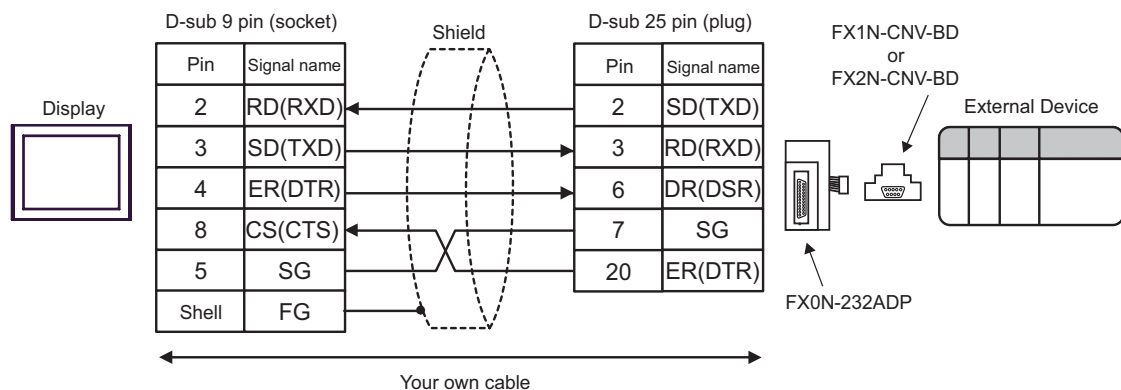 D-sub 9 pin (socket)
Shield
D-sub 25 pin (plug)
FX1N-CNV-BD
or
FX2N-CNV-BD
Display
External Device
Pin Signal name
2 RD(RXD)
3 SD(TXD)
4 ER(DTR)
8 CS(CTS)
5 SG
Shell FG
Pin Signal name
2 SD(TXD)
3 RD(RXD)
6 DR(DSR)
7 SG
20 ER(DTR)
FX0N-232ADP
Your own cable